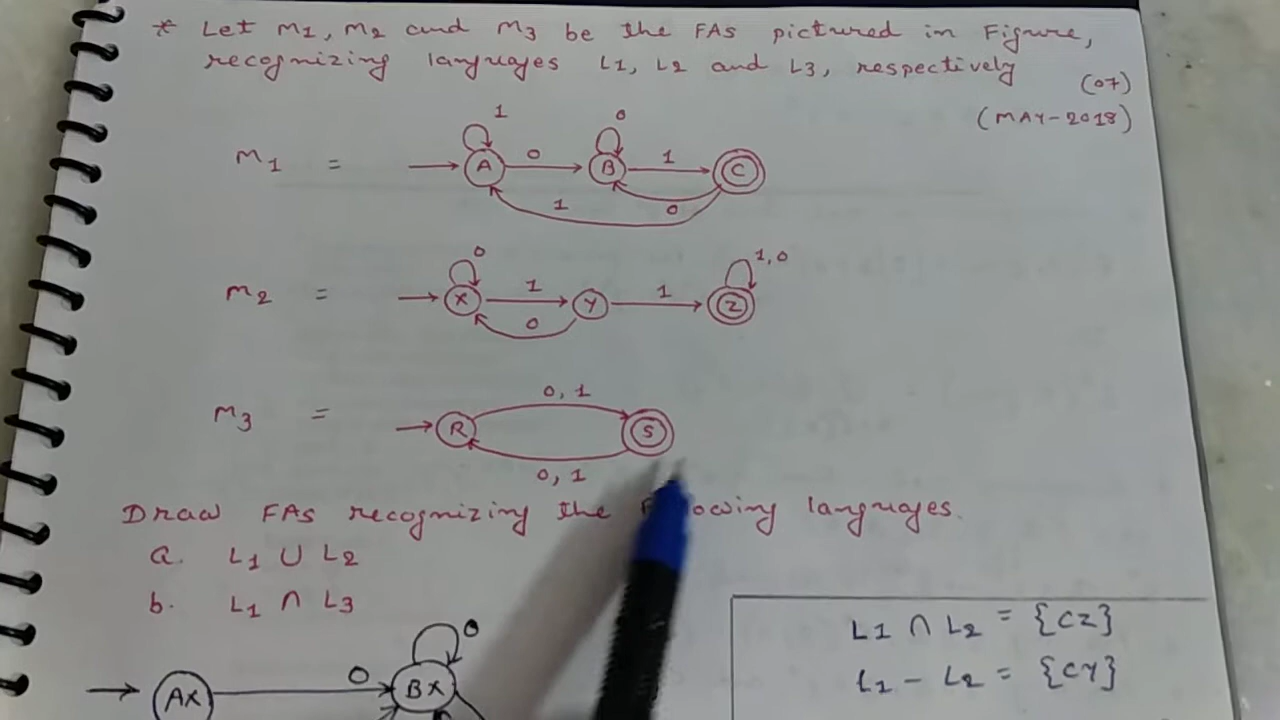 * Let M1, M2 and M3 be the FAs pictured in Figure,
recognizing languages L1, L2 and L3, respectively
(07)
(MAY-2018)
1 0
M1 = A 0 B 1 C
1 0
0 1,0
M2 = X 1 Y 1 Z
0
0, 1
M3 = R S
0, 1
Draw FAs recognizing the languages.
a. L1 U L2
b. L1 ∩ L3
L1 ∩ L2 = {CZ}
L1 - L2 = {CY}
0
AX 0 BX